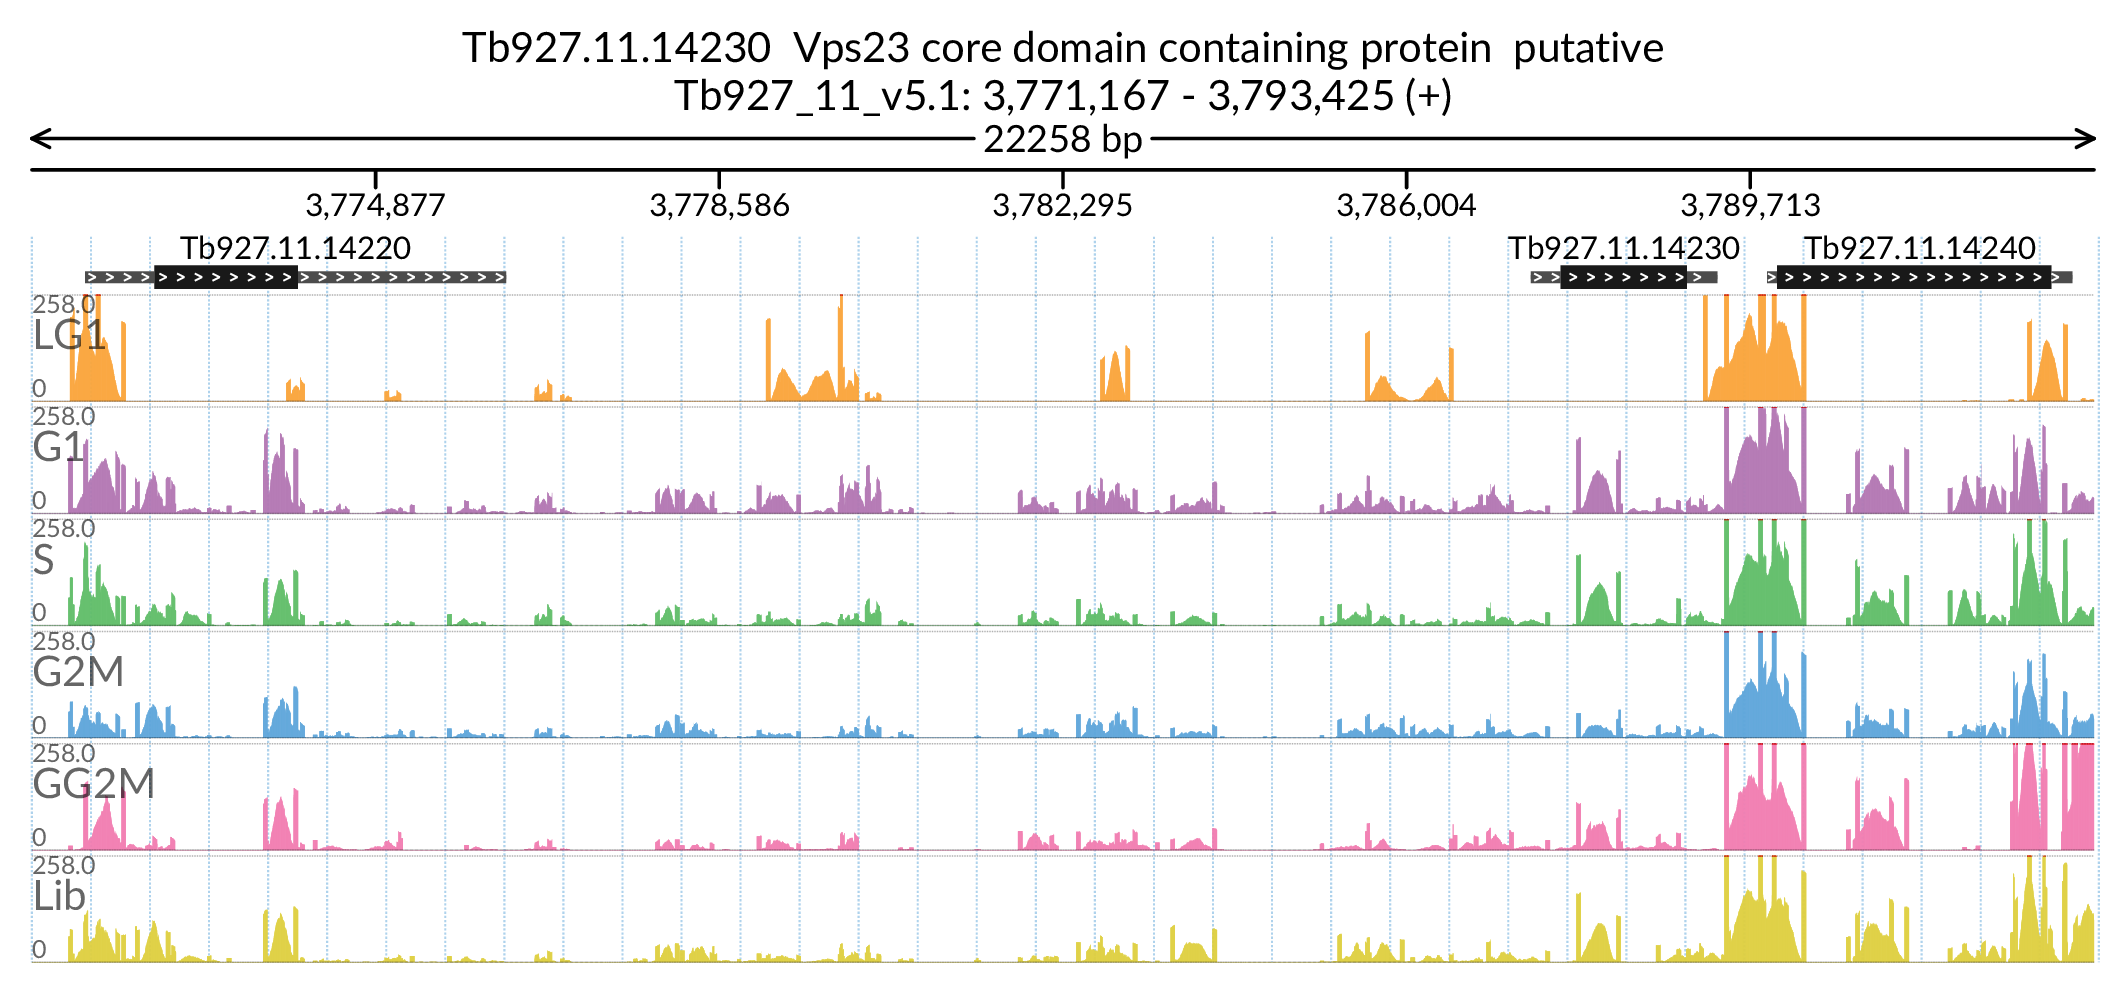 Tb927.11.14230  Vps23 core domain containing protein  putative
Tb927_11_v5.1: 3,771,167 - 3,793,425 (+)
22258 bp
3,774,877 3,778,586 3,782,295 3,786,004 3,789,713
Tb927.11.14220 Tb927.11.14230 Tb927.11.14240
258.0
LG1
0
258.0
G1
0
258.0
S
0
258.0
G2M
0
258.0
GG2M
0
258.0
Lib
0